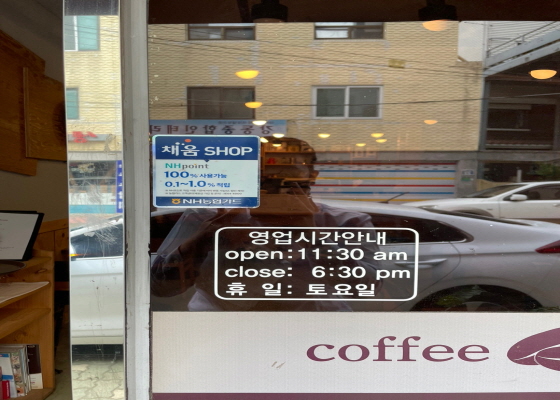 채움 SHOP
NHpoint
100% 사용가능
0.1~1.0% 적립
NH농협카드
영업시간안내
open:11:30 am
close: 6:30 pm
휴 일: 토요일
coffee